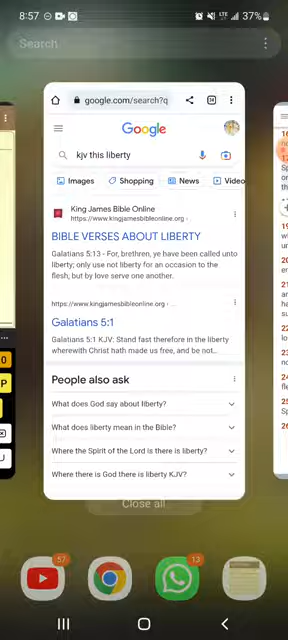 8:57
LTE
37%
Search
google.com/search?q
Google
kjv this liberty
Images
Shopping
News
Video
King James Bible Online
https://www.kingjamesbibleonline.org ›
BIBLE VERSES ABOUT LIBERTY
Galatians 5:13 - For, brethren, ye have been called unto
liberty; only use not liberty for an occasion to the
flesh, but by love serve one another.
https://www.kingjamesbibleonline.org › ...
Galatians 5:1
Galatians 5:1 KJV: Stand fast therefore in the liberty
wherewith Christ hath made us free, and be not...
People also ask
What does God say about liberty?
What does liberty mean in the Bible?
Where the Spirit of the Lord is there is liberty?
Where there is God there is liberty KJV?
Close all
57
13